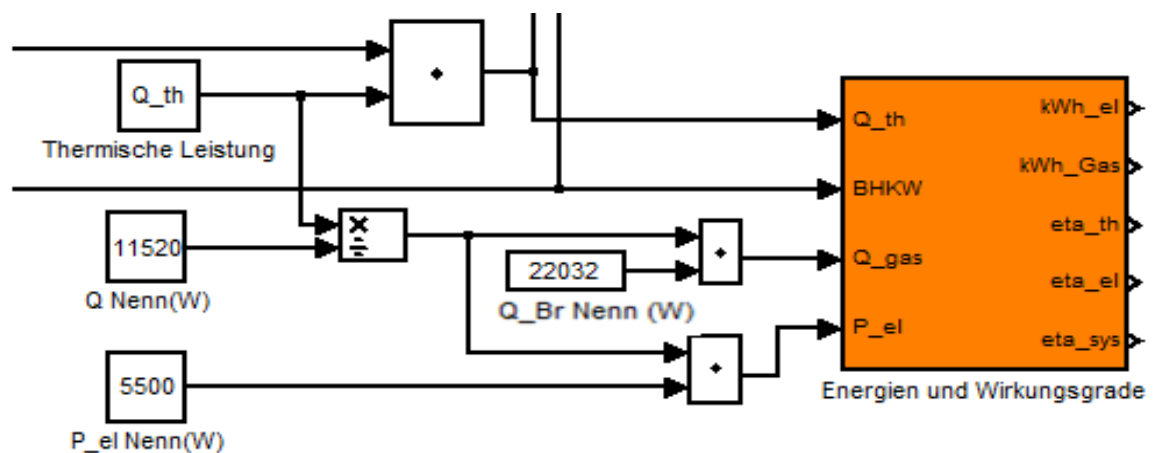 Q_th
Thermische Leistung
11520
Q Nenn(W)
5500
P_el Nenn(W)
22032
Q_Br Nenn (W)
Q_th
BHKW
Q_gas
P_el
kWh_el
kWh_Gas
eta_th
eta_el
eta_sys
Energien und Wirkungsgrade